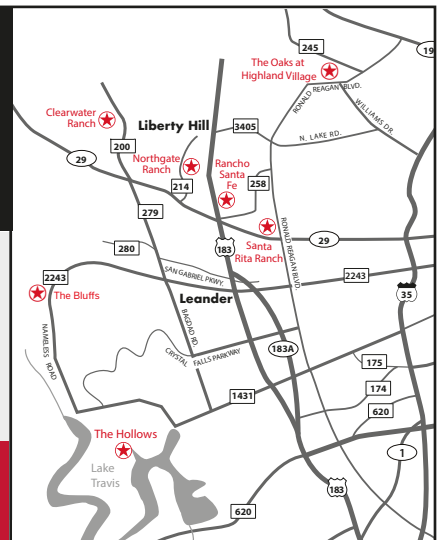 245
195
The Oaks at
Highland Village
RONALD REAGAN BLVD.
WILLIAMS DR.
Clearwater
Ranch
Liberty Hill
3405
N. LAKE RD.
200
29
Northgate
Ranch
Rancho
Santa
Fe
214
258
279
183
Santa
Rita Ranch
29
RONALD REAGAN BLVD.
280
SAN GABREL PKWY.
2243
2243
The Bluffs
Leander
35
NAMELESS ROAD
BAGDAD RD.
CRYSTAL FALLS PARKWAY
183A
175
174
1431
620
The Hollows
1
Lake
Travis
183
620